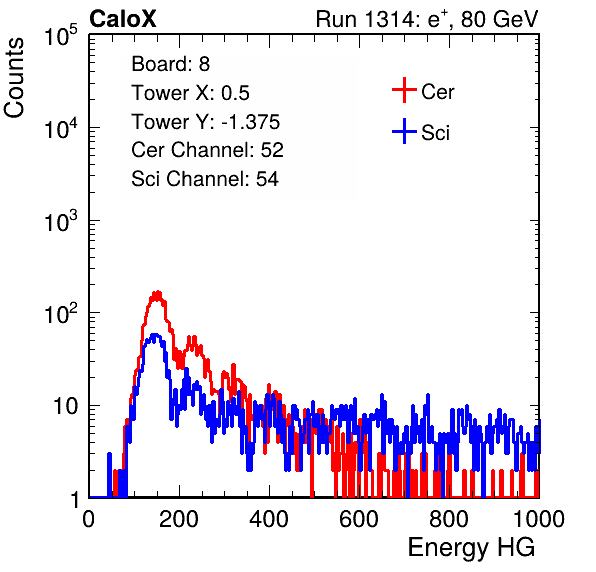 CaloX Run 1314: e⁺, 80 GeV
Counts
Board: 8
Tower X: 0.5
Tower Y: -1.375
Cer Channel: 52
Sci Channel: 54
Cer
Sci
10⁵
10⁴
10³
10²
10
1
0 200 400 600 800 1000
Energy HG